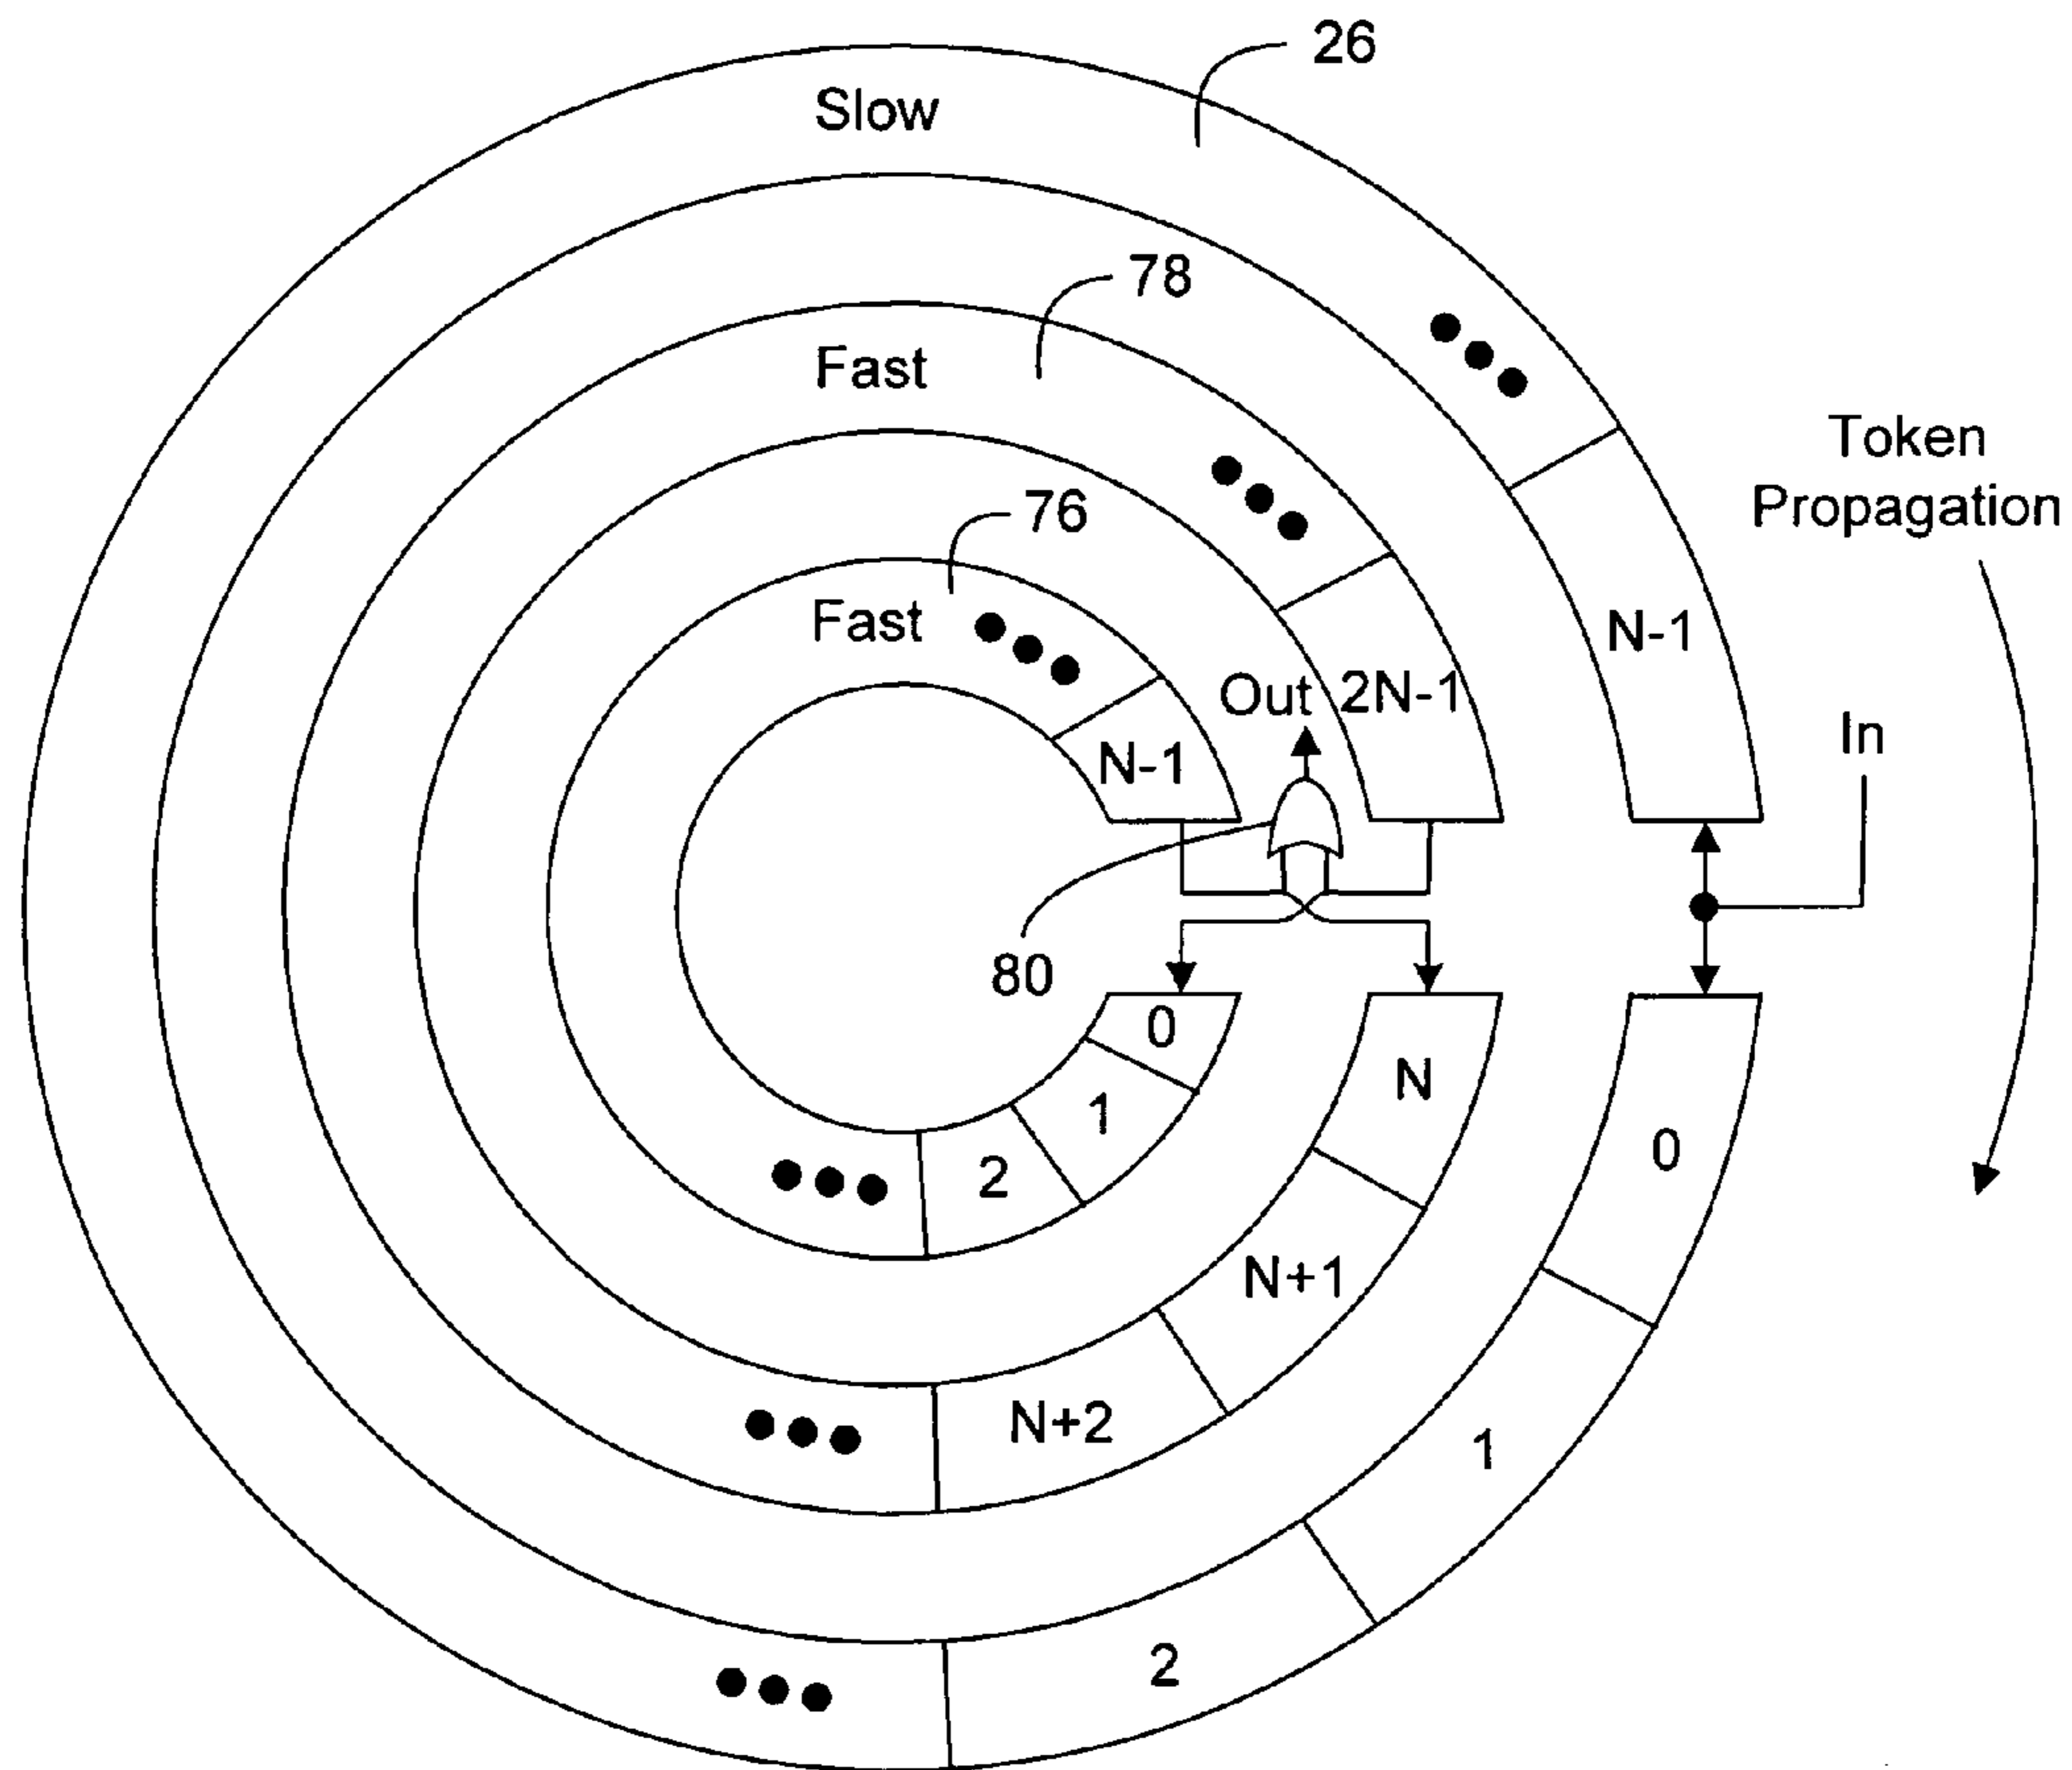 26
Slow
78
Fast
Token
Propagation
76
Fast
N-1
Out
2N-1
In
N-1
80
0
N
1
0
2
N+1
N+2
1
2